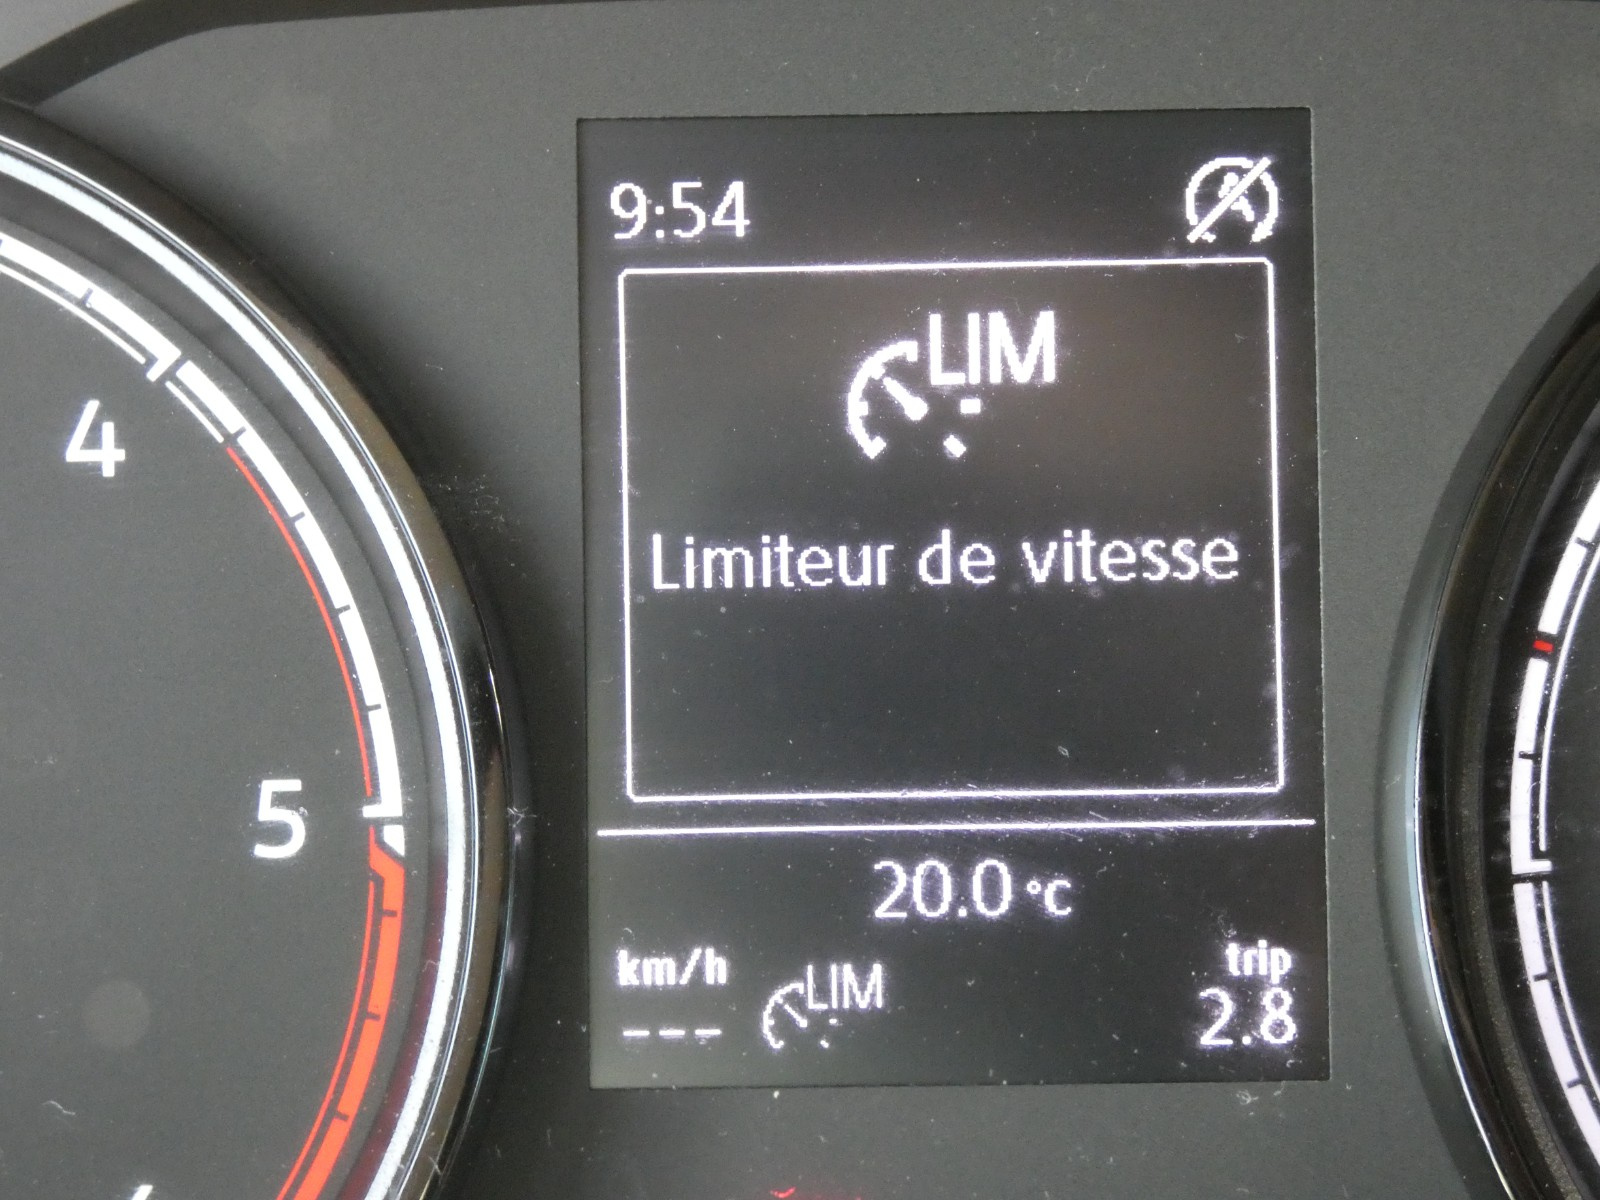 9:54
LIM
Limiteur de vitesse
20.0 °C
km/h
--- LIM
trip
2.8
4
5